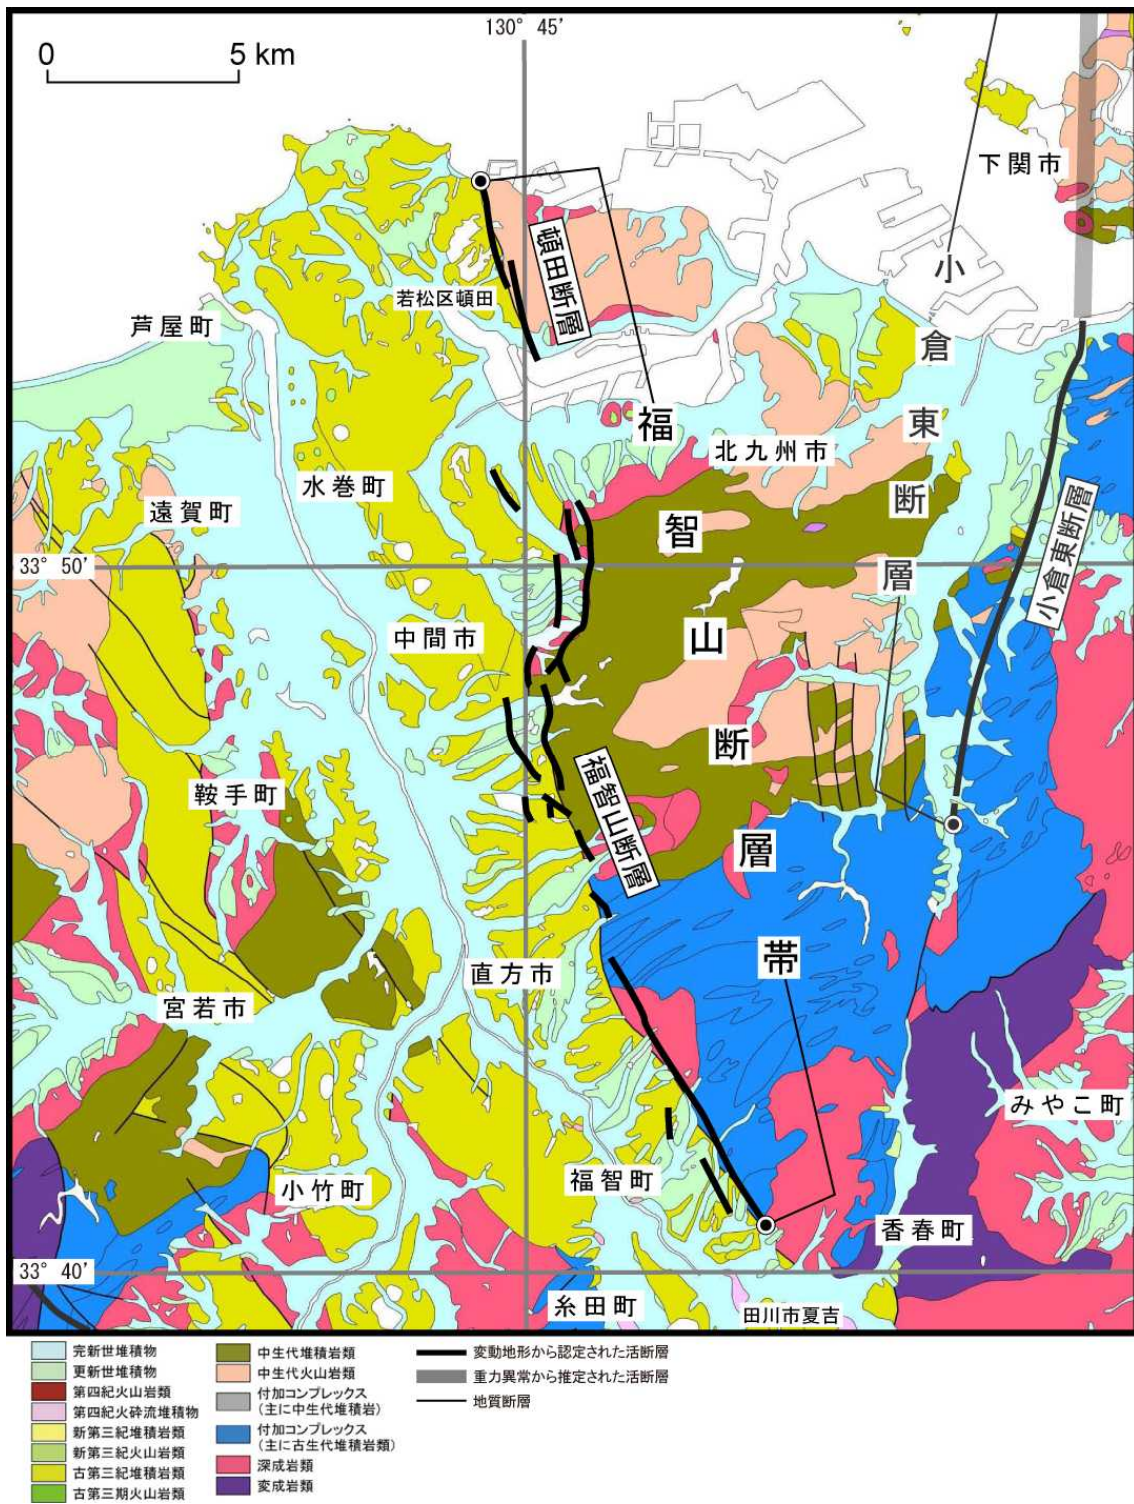 130° 45'
0 5 km
下関市
頓田断層
小倉東断層
若松区頓田
芦屋町
福智山断層帯
北九州市
水巻町
遠賀町
33° 50'
小倉東断層
中間市
鞍手町
福智山断層
直方市
宮若市
みやこ町
福智町
小竹町
香春町
33° 40'
糸田町
田川市夏吉
完新世堆積物
更新世堆積物
第四紀火山岩類
第四紀火砕流堆積物
新第三紀堆積岩類
新第三紀火山岩類
古第三紀堆積岩類
古第三期火山岩類
中生代堆積岩類
中生代火山岩類
付加コンプレックス
(主に中生代堆積岩)
付加コンプレックス
(主に古生代堆積岩類)
深成岩類
変成岩類
変動地形から認定された活断層
重力異常から推定された活断層
地質断層